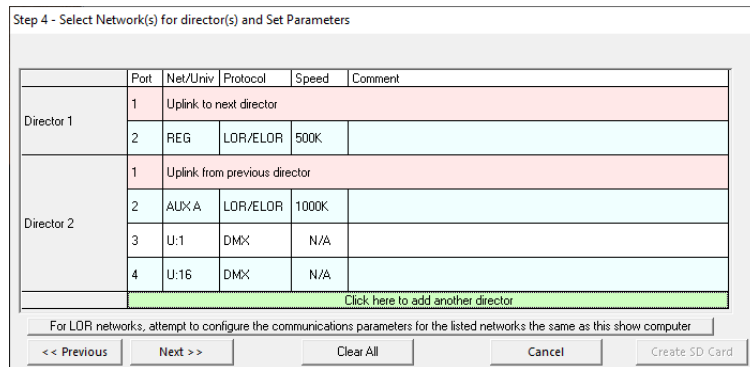 Step 4 - Select Network(s) for director(s) and Set Parameters
Port Net/Univ Protocol Speed Comment
Director 1
1 Uplink to next director
2 REG LOR/ELOR 500K
Director 2
1 Uplink from previous director
2 AUX A LOR/ELOR 1000K
3 U:1 DMX N/A
4 U:16 DMX N/A
Click here to add another director
For LOR networks, attempt to configure the communications parameters for the listed networks the same as this show computer
<< Previous Next >> Clear All Cancel Create SD Card